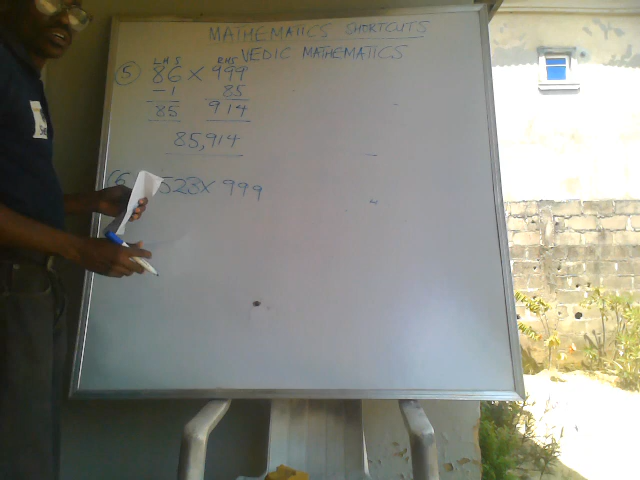 MATHEMATICS SHORTCUTS
VEDIC MATHEMATICS
LHS RHS
5 86 X 999
-1 85
85 914
85,914
6 523 X 999